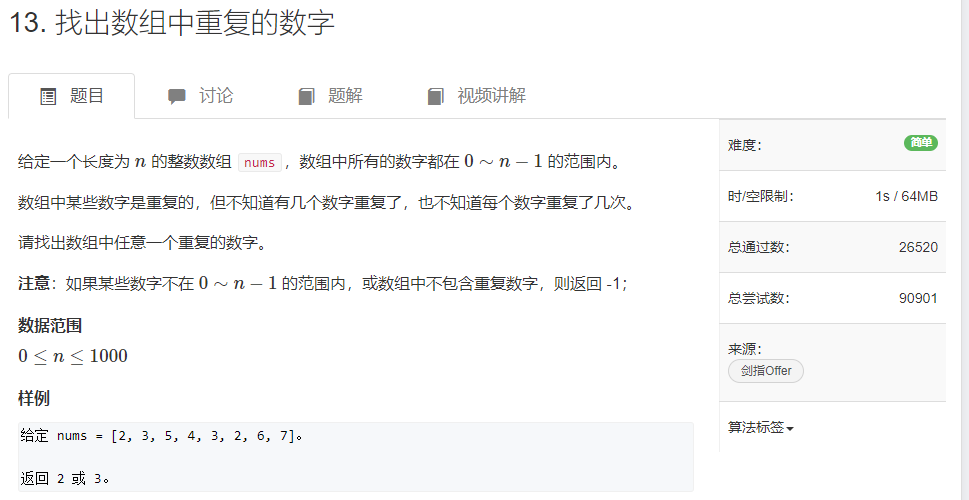 13. 找出数组中重复的数字
题目
讨论
题解
视频讲解
给定一个长度为 n 的整数数组 nums，数组中所有的数字都在 0 ∼ n − 1 的范围内。
数组中某些数字是重复的，但不知道有几个数字重复了，也不知道每个数字重复了几次。
请找出数组中任意一个重复的数字。
注意：如果某些数字不在 0 ∼ n − 1 的范围内，或数组中不包含重复数字，则返回 -1；
数据范围
0 ≤ n ≤ 1000
样例
给定 nums = [2, 3, 5, 4, 3, 2, 6, 7]。
返回 2 或 3。
难度： 简单
时/空限制： 1s / 64MB
总通过数： 26520
总尝试数： 90901
来源：
剑指Offer
算法标签